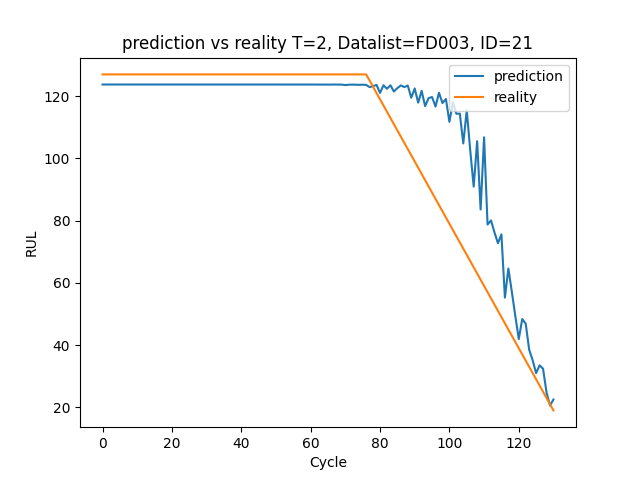 prediction vs reality T=2, Datalist=FD003, ID=21
prediction
reality
RUL
120
100
80
60
40
20
0
20
40
60
80
100
120
Cycle